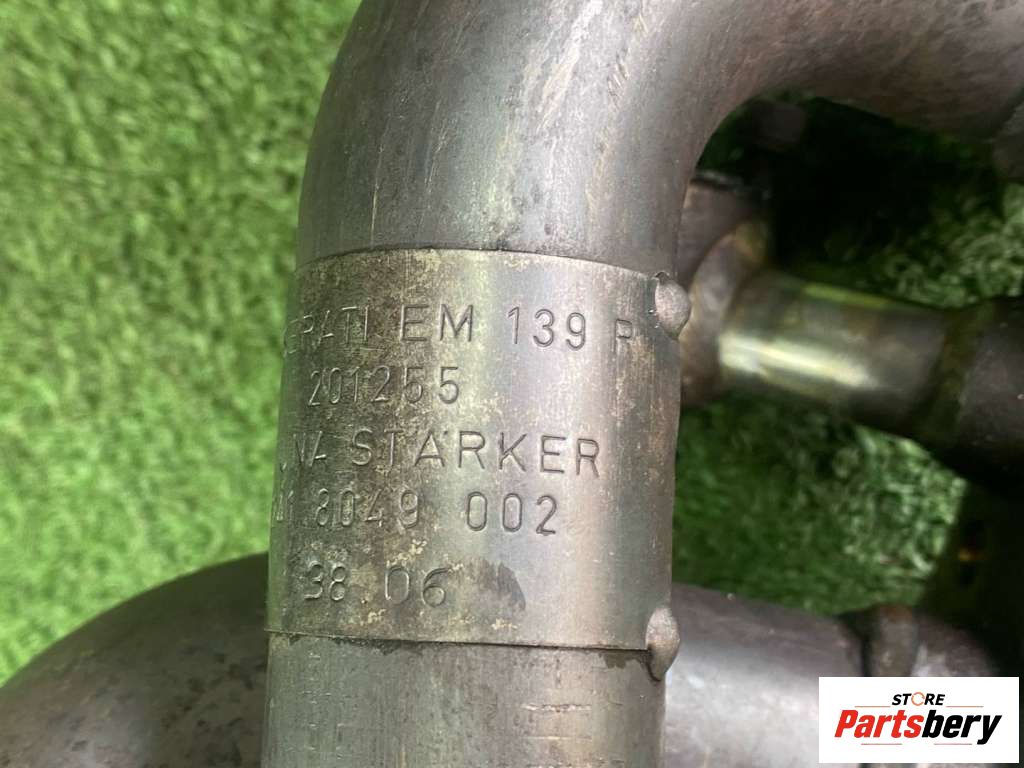 EM 139 P
201255
STARKER
8049 002
38 06
STORE
Partsbery